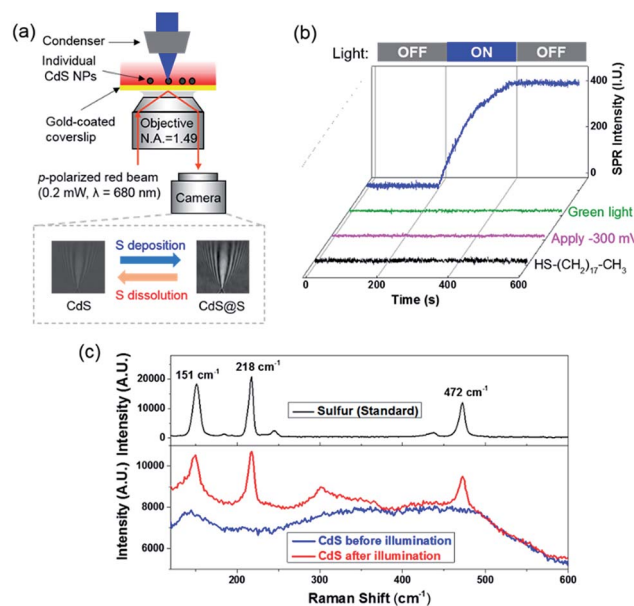 (a)
Condenser
Individual
CdS NPs
Gold-coated
coverslip
Objective
N.A.=1.49
p-polarized red beam
(0.2 mW, λ = 680 nm)
Camera
S deposition
S dissolution
CdS
CdS@S
(b)
Light: OFF ON OFF
400
200
0
SPR Intensity (I.U.)
Green light
Apply -300 mV
HS-(CH2)17-CH3
0 200 400 600
Time (s)
(c)
151 cm-1
218 cm-1
472 cm-1
20000
10000
0
Intensity (A.U.)
Sulfur (Standard)
10000
8000
6000
Intensity (A.U.)
CdS before illumination
CdS after illumination
200 300 400 500 600
Raman Shift (cm-1)